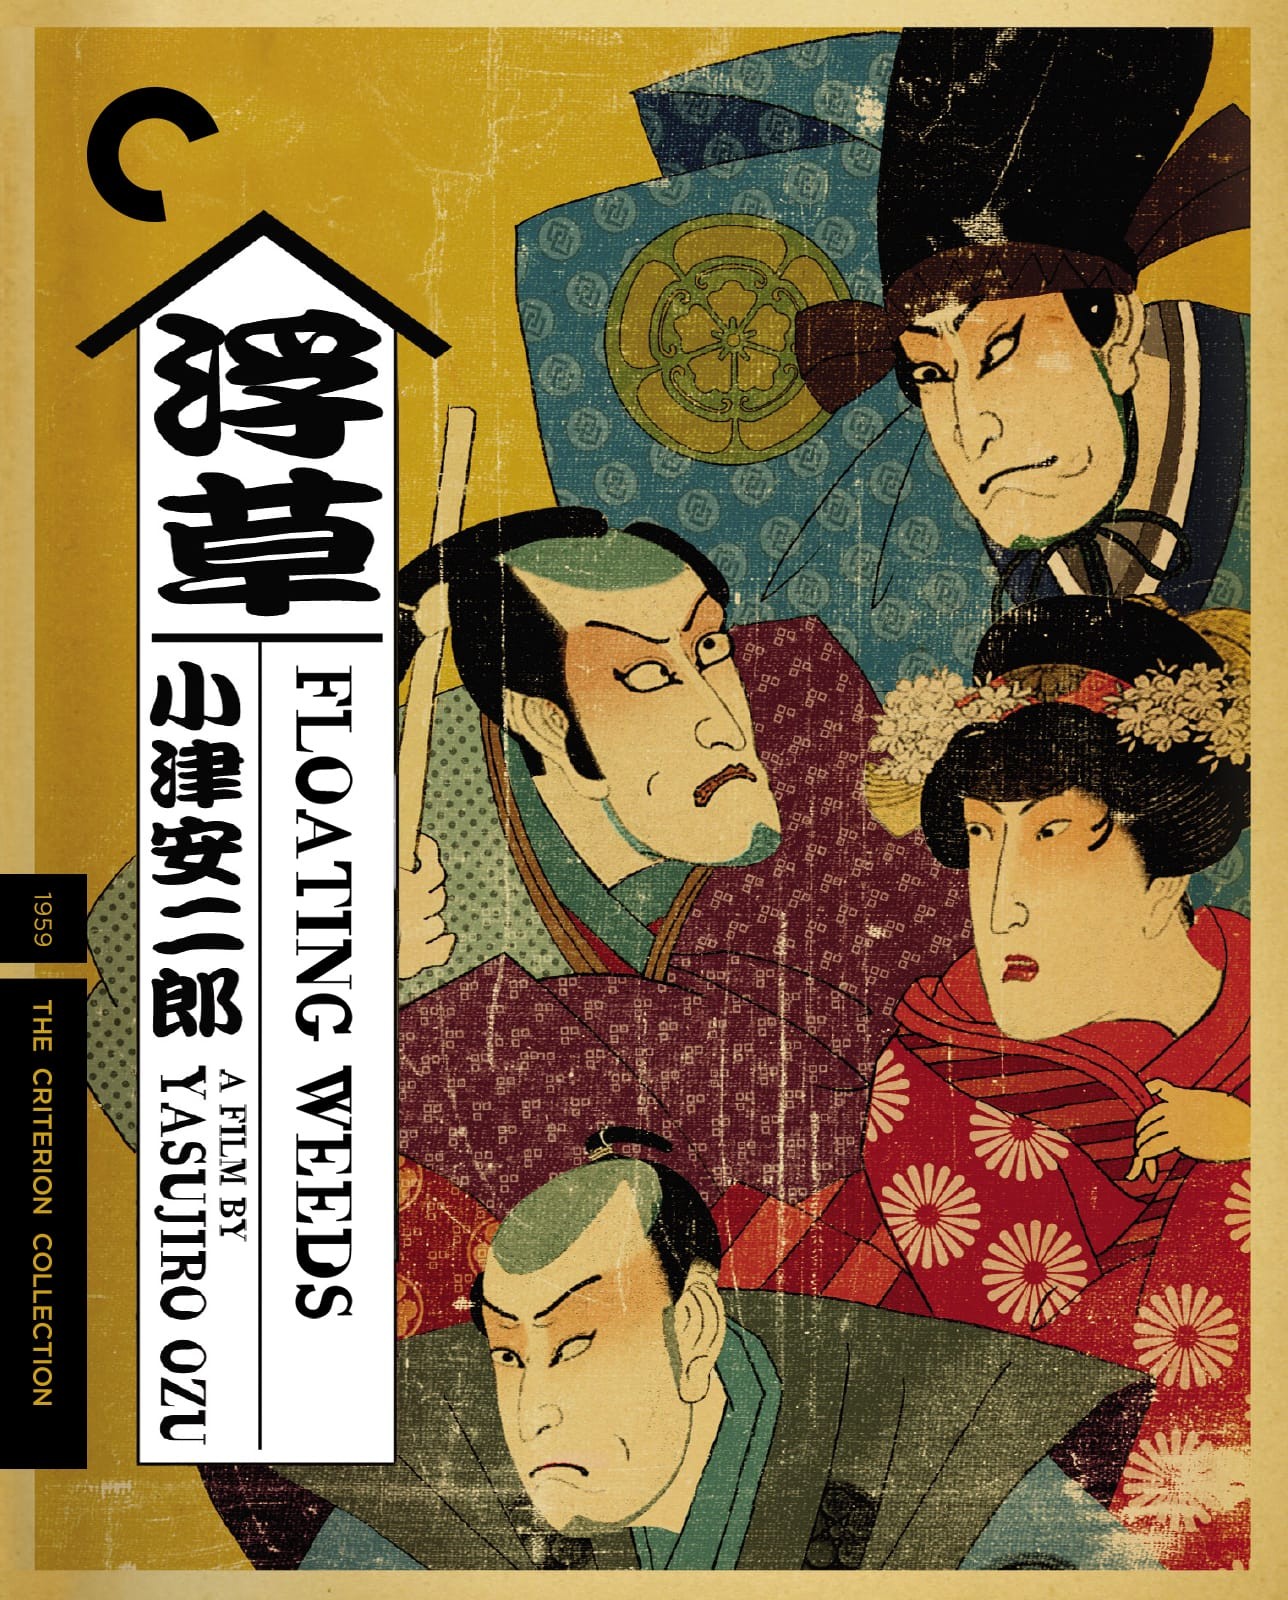 浮草
小津安二郎
FLOATING WEEDS
A FILM BY
YASUJIRO OZU
1959
THE CRITERION COLLECTION